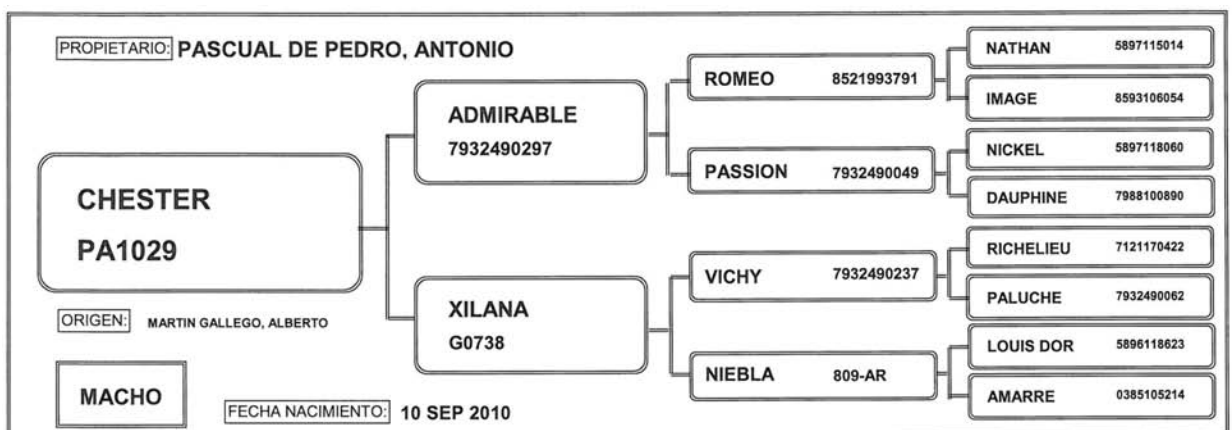 PROPIETARIO: PASCUAL DE PEDRO, ANTONIO
CHESTER
PA1029
ORIGEN: MARTIN GALLEGO, ALBERTO
MACHO
FECHA NACIMIENTO: 10 SEP 2010
ADMIRABLE
7932490297
XILANA
G0738
ROMEO 8521993791
PASSION 7932490049
VICHY 7932490237
NIEBLA 809-AR
NATHAN 5897115014
IMAGE 8593106054
NICKEL 5897118060
DAUPHINE 7988100890
RICHELIEU 7121170422
PALUCHE 7932490062
LOUIS DOR 5896118623
AMARRE 0385105214